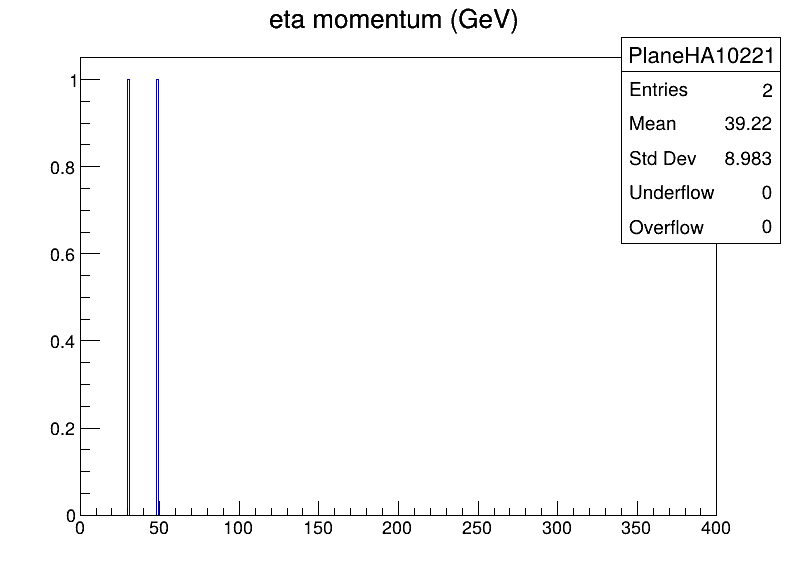 eta momentum (GeV)
PlaneHA10221
Entries 2
Mean 39.22
Std Dev 8.983
Underflow 0
Overflow 0
1
0.8
0.6
0.4
0.2
0
0 50 100 150 200 250 300 350 400